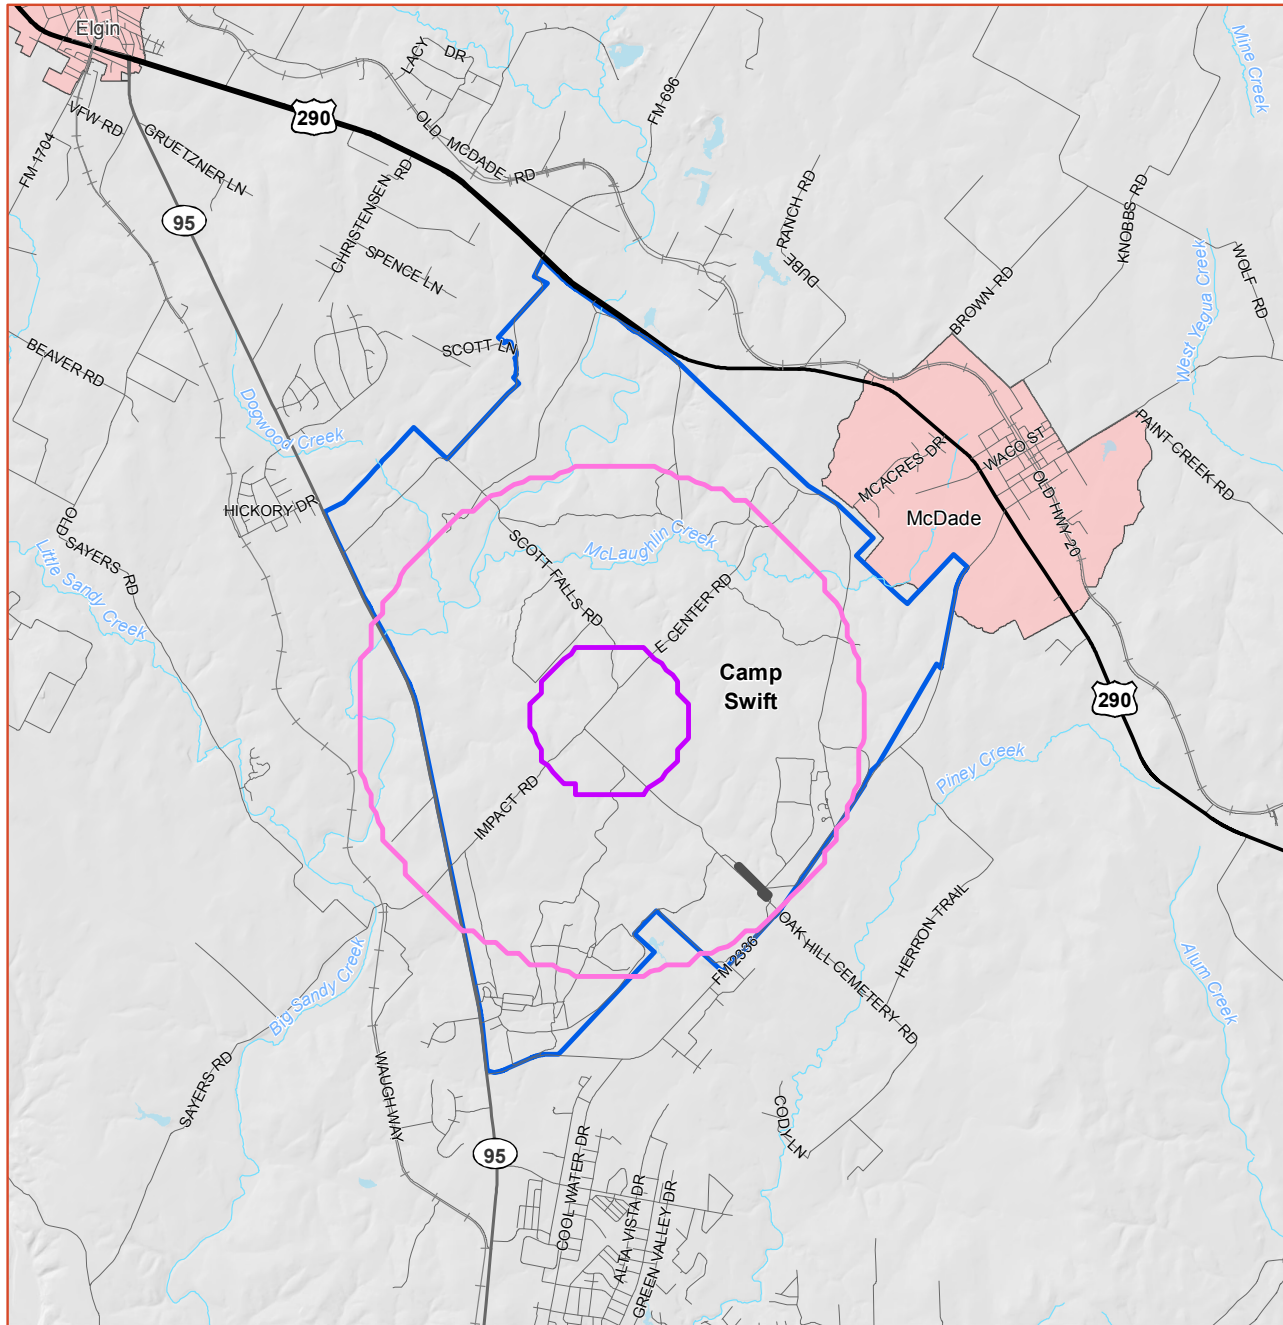 Elgin
LACY
DR
Mine Creek
FM 696
290
VFW RD
GRUETZNER LN
OLD MCDADE RD
FM 1704
95
CHRISTENSEN
RD
DUBE
RANCH RD
KNOBBS RD
SPENCE LN
WOLF RD
West Yegua Creek
BROWN RD
BEAVER RD
SCOTT LN
Dogwood Creek
PAINT CREEK RD
WACO ST
MCACRES DR
HICKORY DR
OLD
SAYERS RD
OLD HWY 20
McDade
Little Sandy Creek
SCOTT FALLS RD
McLaughlin Creek
E CENTER RD
Camp
Swift
290
Piney Creek
IMPACT RD
HERRON TRAIL
OAK HILL CEMETERY RD
FM 2336
Big Sandy Creek
Alum Creek
SAYERS RD
WAUGH WAY
CODY LN
95
COOL WATER DR
ALTA VISTA DR
GREEN VALLEY DR